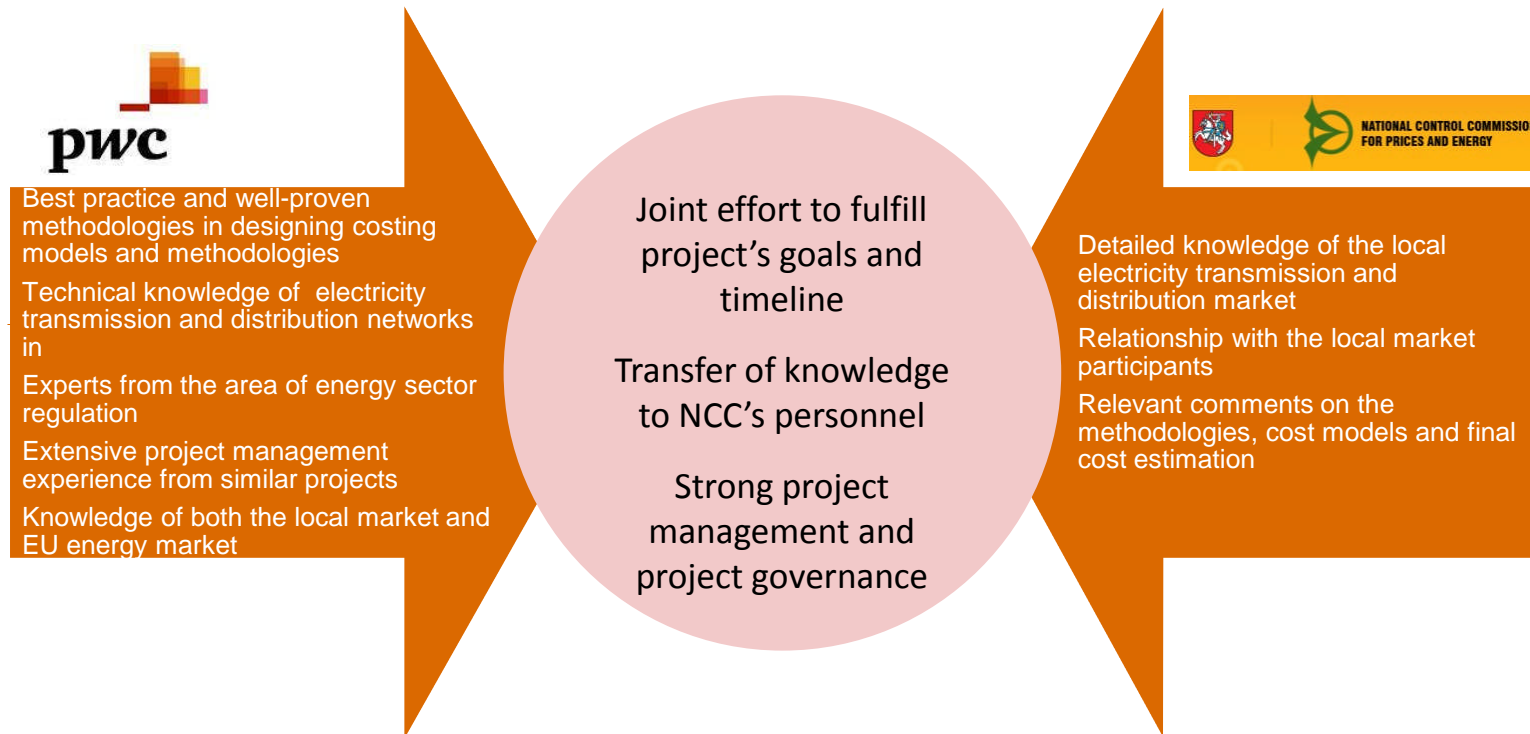 pwc
Best practice and well-proven
methodologies in designing costing
models and methodologies
Technical knowledge of  electricity
transmission and distribution networks
in
Experts from the area of energy sector
regulation
Extensive project management
experience from similar projects
Knowledge of both the local market and
EU energy market
Joint effort to fulfill
project’s goals and
timeline
Transfer of knowledge
to NCC’s personnel
Strong project
management and
project governance
NATIONAL CONTROL COMMISSIO
FOR PRICES AND ENERGY
Detailed knowledge of the local
electricity transmission and
distribution market
Relationship with the local market
participants
Relevant comments on the
methodologies, cost models and final
cost estimation